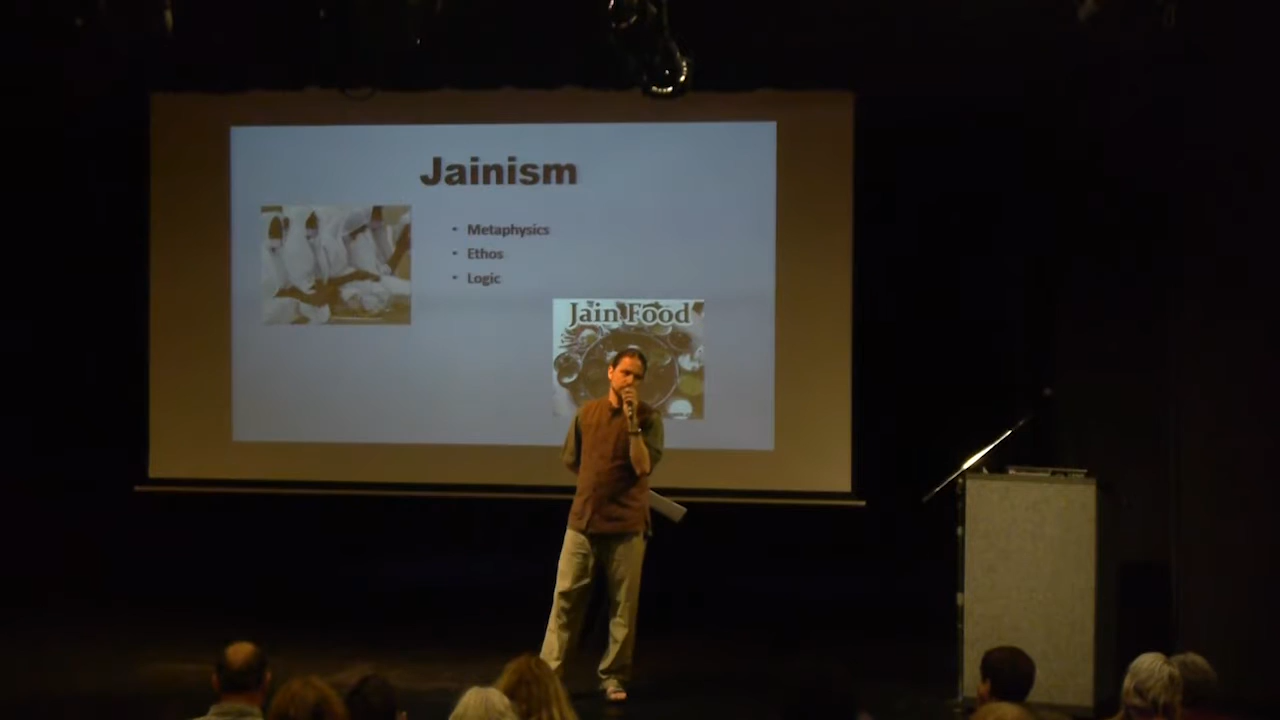 Jainism
• Metaphysics
• Ethos
• Logic
Jain Food